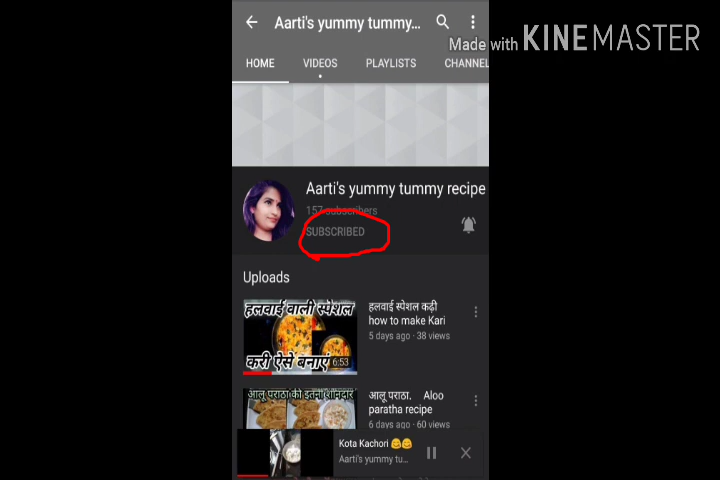 Aarti's yummy tummy...
Made with KINEMASTER
HOME VIDEOS PLAYLISTS CHANNEL
Aarti's yummy tummy recipe
157 subscribers
SUBSCRIBED
Uploads
हलवाई वाली स्पेशल
करी ऐसे बनाएं
6:53
हलवाई स्पेशल कढ़ी
how to make Kari
5 days ago · 38 views
आलू पराठा की इतना शानदार
आलू पराठा. Aloo
paratha recipe
6 days ago · 60 views
Kota Kachori 😋😋
Aarti's yummy tu...